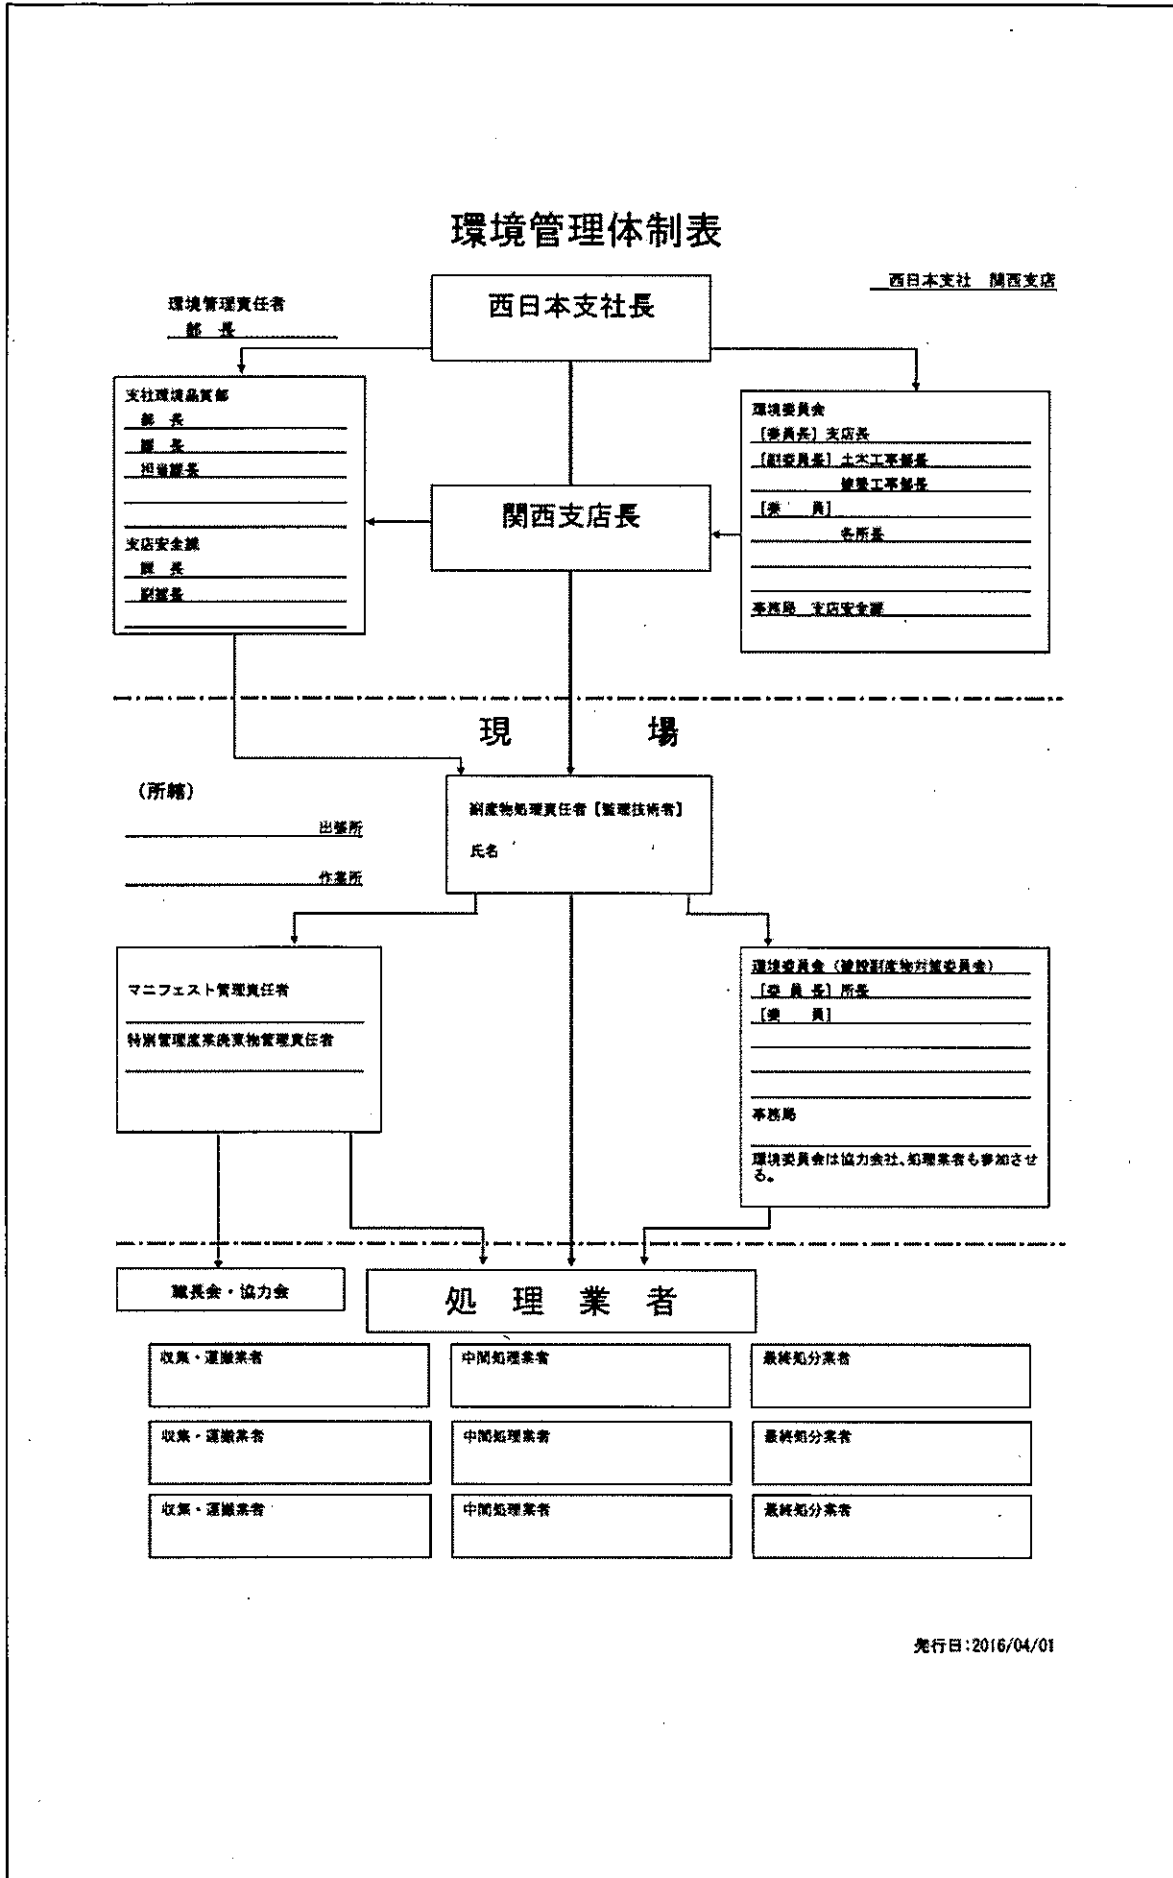 環境管理体制表
西日本支社 関西支店
環境管理責任者
部 長
西日本支社長
支社環境品質部
部 長
課 長
担当課長
支店安全課
課 長
副課長
関西支店長
環境委員会
[委員長] 支店長
[副委員長] 土木工事部長
建築工事部長
[委 員]
各所長
事務局 支店安全課
現 場
(所轄)
出張所
作業所
副産物処理責任者【監理技術者】
氏名
マニフェスト管理責任者
特別管理産業廃棄物管理責任者
環境委員会(建設副産物対策委員会)
[委 員 長] 所長
[委 員]
事務局
環境委員会は協力会社、処理業者も参加させ
る。
職長会・協力会
処 理 業 者
収集・運搬業者
中間処理業者
最終処分業者
収集・運搬業者
中間処理業者
最終処分業者
収集・運搬業者
中間処理業者
最終処分業者
発行日:2016/04/01